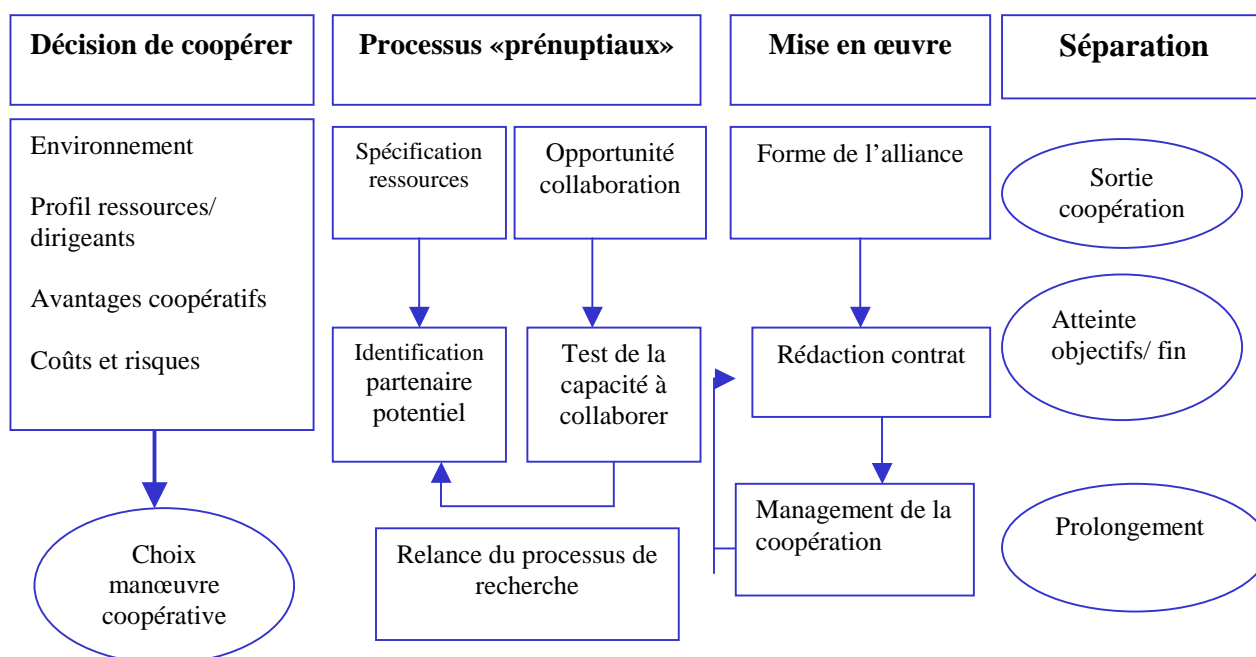 Décision de coopérer
Processus «prénuptiaux»
Mise en œuvre
Séparation
Environnement
Profil ressources/
dirigeants
Avantages coopératifs
Coûts et risques
Choix
manœuvre
coopérative
Spécification
ressources
Opportunité
collaboration
Identification
partenaire
potentiel
Test de la
capacité à
collaborer
Relance du processus de
recherche
Forme de l’alliance
Rédaction contrat
Management de la
coopération
Sortie
coopération
Atteinte
objectifs/ fin
Prolongement